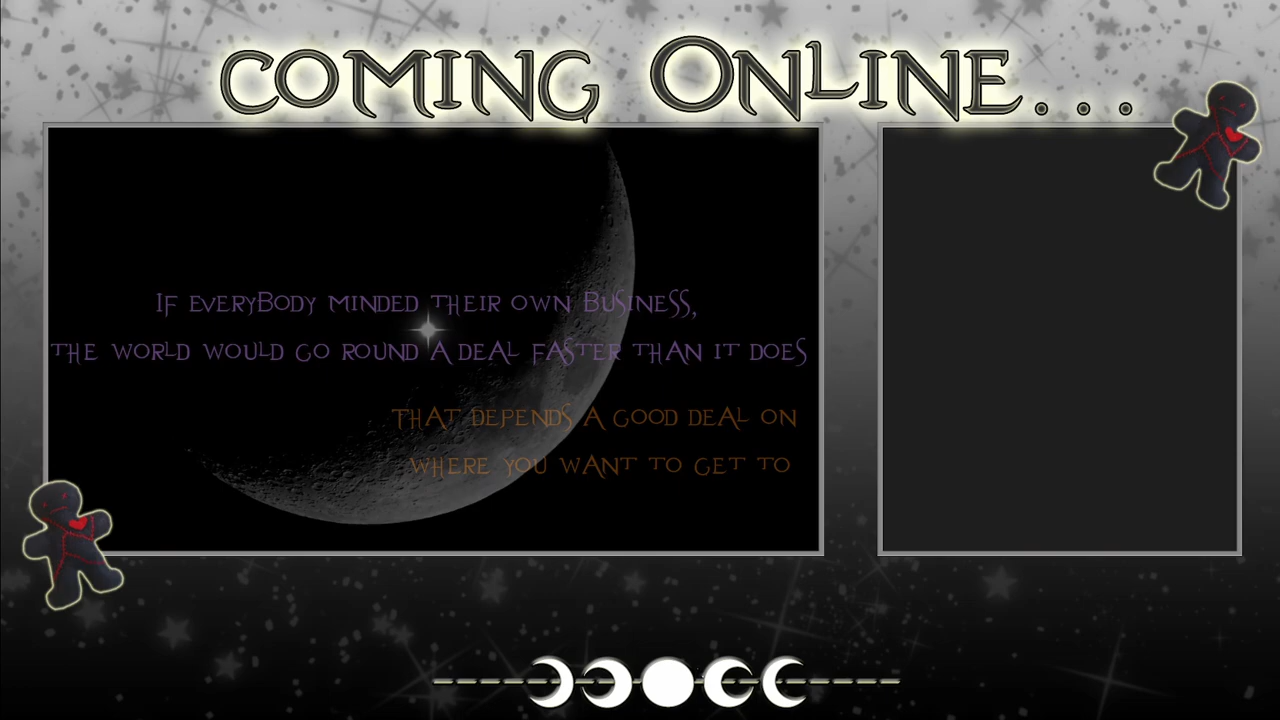 COMING ONLINE...
IF EVERYBODY MINDED THEIR OWN BUSINESS,
THE WORLD WOULD GO ROUND A DEAL FASTER THAN IT DOES
THAT DEPENDS A GOOD DEAL ON
WHERE YOU WANT TO GET TO